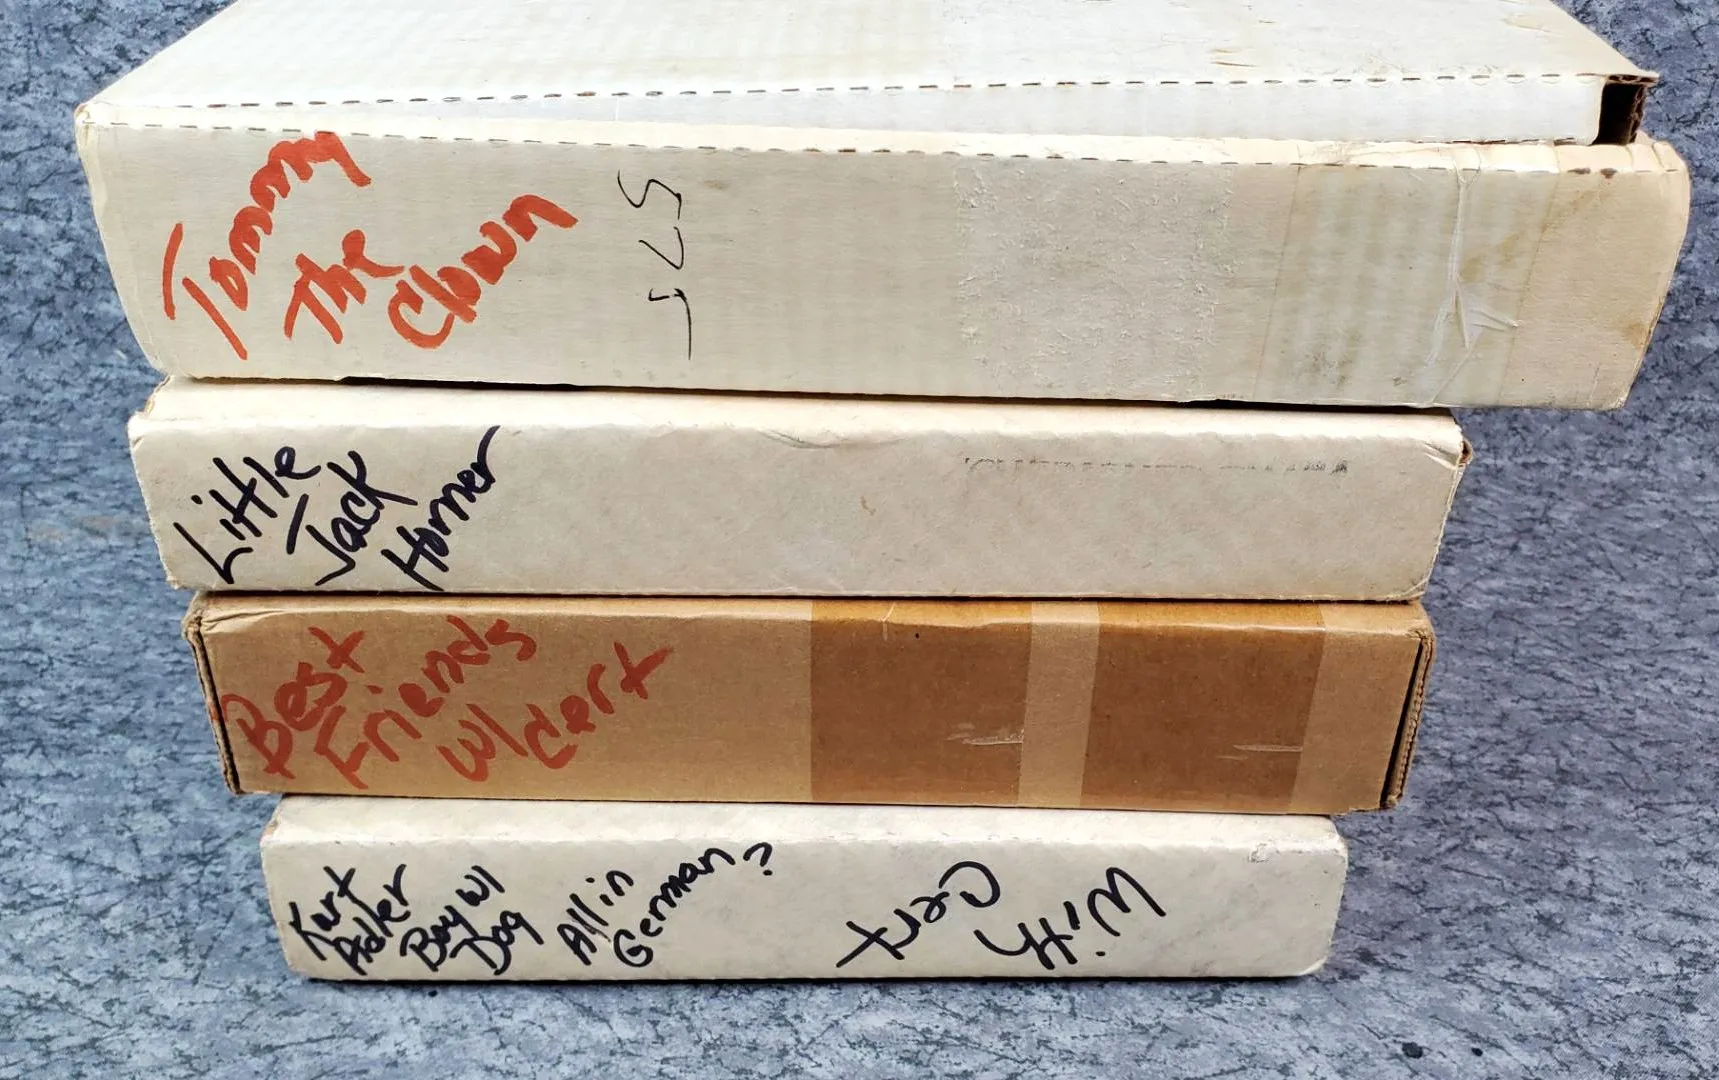 Tommy
The
Clown
Little
Jack
Horner
Best
Friends
w/cert
Kurt
Adler
Boy w/
Dog
All in
German?
With
Cert